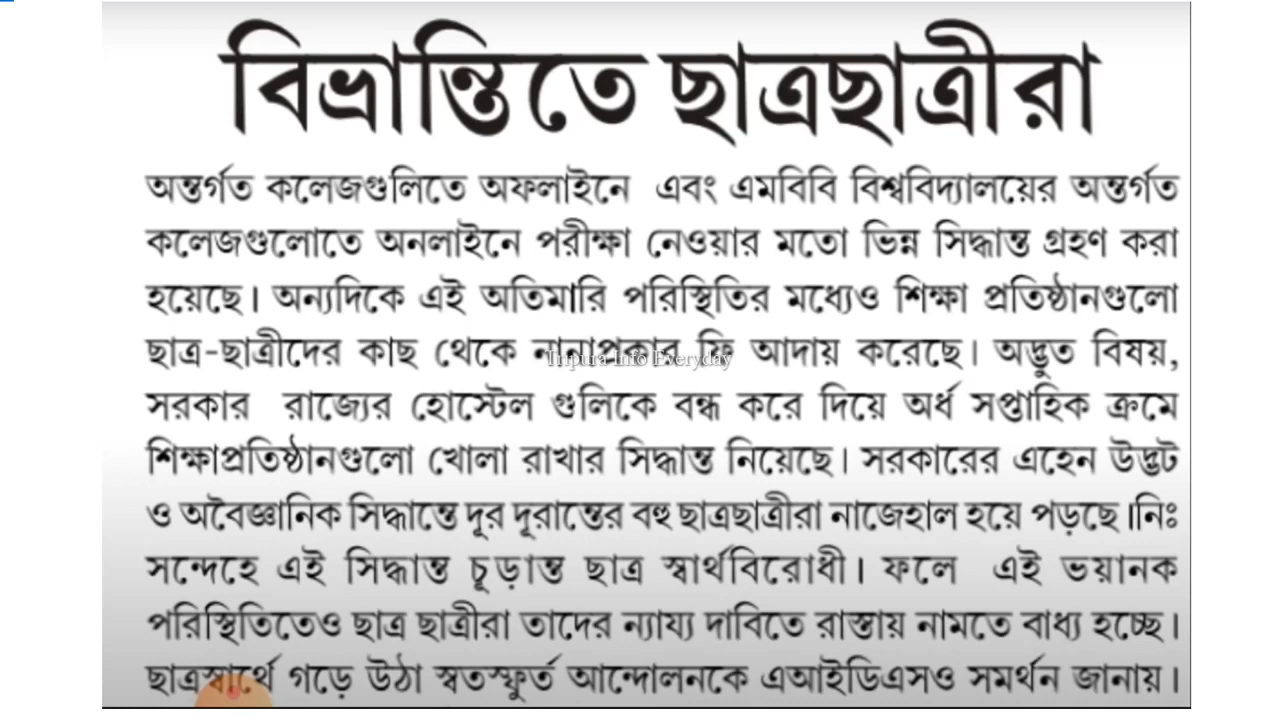 বিভ্রান্তিতে ছাত্রছাত্রীরা
অন্তর্গত কলেজগুলিতে অফলাইনে এবং এমবিবি বিশ্ববিদ্যালয়ের অন্তর্গত
কলেজগুলোতে অনলাইনে পরীক্ষা নেওয়ার মতো ভিন্ন সিদ্ধান্ত গ্রহণ করা
হয়েছে। অন্যদিকে এই অতিমারি পরিস্থিতির মধ্যেও শিক্ষা প্রতিষ্ঠানগুলো
ছাত্র-ছাত্রীদের কাছ থেকে নানাপ্রকার ফি আদায় করেছে। অদ্ভুত বিষয়,
Tripura Info Everyday
সরকার রাজ্যের হোস্টেল গুলিকে বন্ধ করে দিয়ে অর্ধ সপ্তাহিক ক্রমে
শিক্ষাপ্রতিষ্ঠানগুলো খোলা রাখার সিদ্ধান্ত নিয়েছে। সরকারের এহেন উদ্ভট
ও অবৈজ্ঞানিক সিদ্ধান্তে দূর দূরান্তের বহু ছাত্রছাত্রীরা নাজেহাল হয়ে পড়ছে।নিঃ
সন্দেহে এই সিদ্ধান্ত চূড়ান্ত ছাত্র স্বার্থবিরোধী। ফলে এই ভয়ানক
পরিস্থিতিতেও ছাত্র ছাত্রীরা তাদের ন্যায্য দাবিতে রাস্তায় নামতে বাধ্য হচ্ছে।
ছাত্রস্বার্থে গড়ে উঠা স্বতস্ফুর্ত আন্দোলনকে এআইডিএসও সমর্থন জানায়।